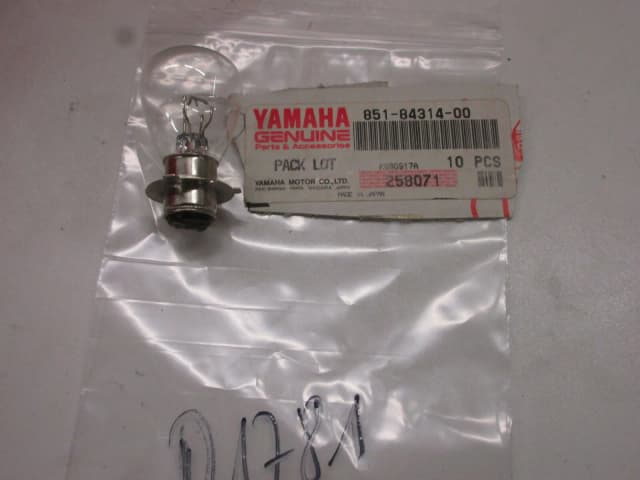 YAMAHA 851-84314-00
GENUINE
Parts & Accessories
PACK LOT 10 PCS
YAMAHA MOTOR CO., LTD. 258071
MADE IN JAPAN
D1781